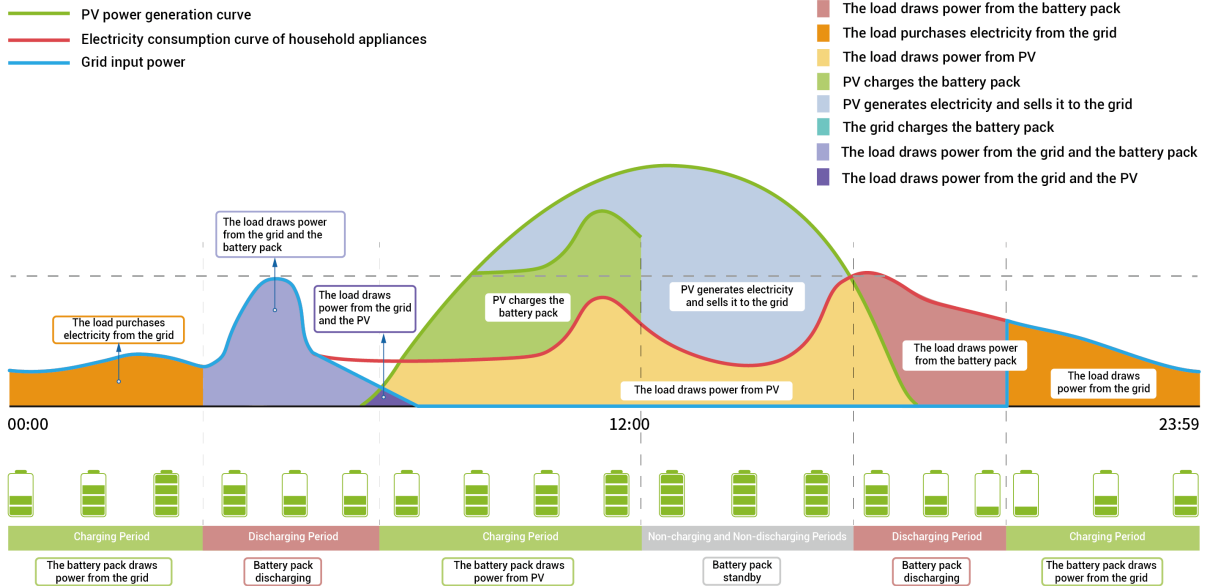 PV power generation curve
Electricity consumption curve of household appliances
Grid input power
The load draws power from the battery pack
The load purchases electricity from the grid
The load draws power from PV
PV charges the battery pack
PV generates electricity and sells it to the grid
The grid charges the battery pack
The load draws power from the grid and the battery pack
The load draws power from the grid and the PV
The load draws power
from the grid and the
battery pack
The load draws
power from the grid
and the PV
The load purchases
electricity from the grid
PV charges the
battery pack
PV generates electricity
and sells it to the grid
The load draws power
from the battery pack
The load draws power from PV
The load draws
power from the grid
00:00
12:00
23:59
Charging Period
Discharging Period
Charging Period
Non-charging and Non-discharging Periods
Discharging Period
Charging Period
The battery pack draws
power from the grid
Battery pack
discharging
The battery pack draws
power from PV
Battery pack
standby
Battery pack
discharging
The battery pack draws
power from the grid